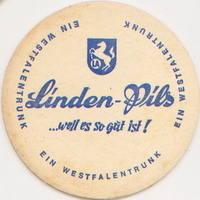 EIN WESTFALENTRUNK
Linden-Pils
...weil es so gut ist!
EIN WESTFALENTRUNK
EIN WESTFALENTRUNK